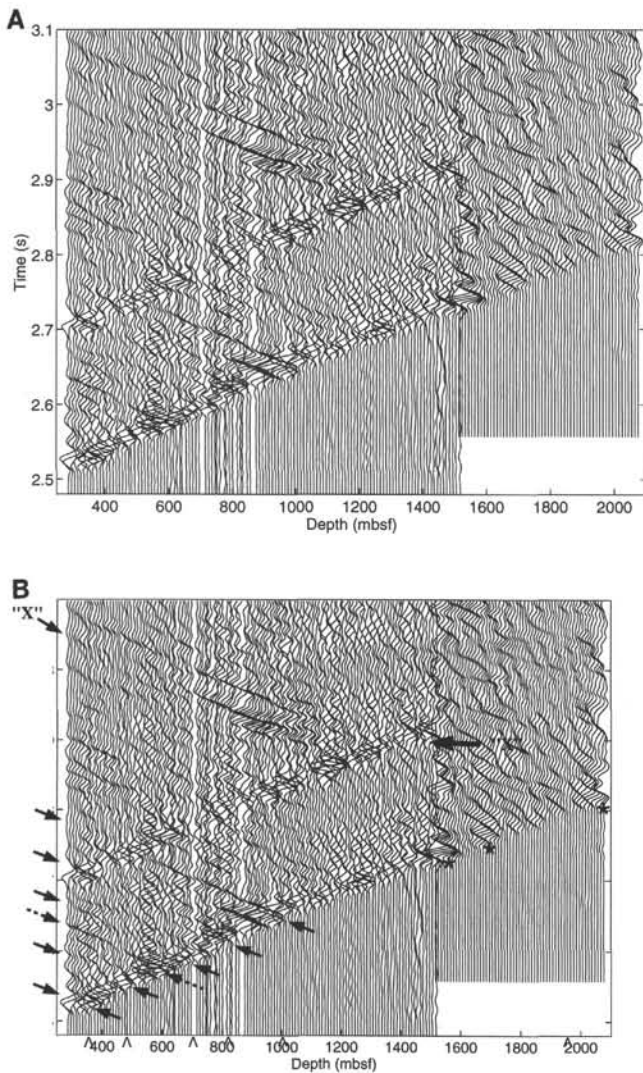 A
3.1
3
2.9
2.8
2.7
2.6
2.5
Time (s)
400 600 800 1000 1200 1400 1600 1800 2000
Depth (mbsf)
B
"X"
"X"
* * *
400 600 800 1000 1200 1400 1600 1800 2000
^ ^ ^ ^ ^ ^
Depth (mbsf)